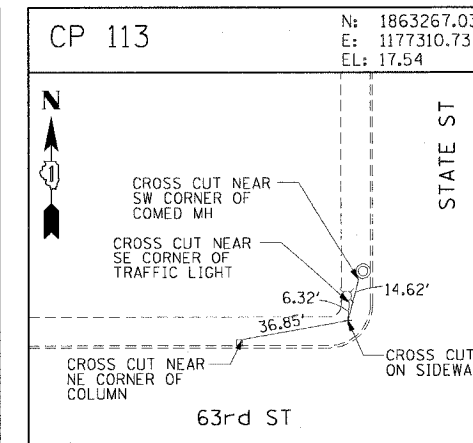 CP 113
N: 1863267.03
E: 1177310.73
EL: 17.54
N
1
STATE ST
CROSS CUT NEAR
SW CORNER OF
COMED MH
CROSS CUT NEAR
SE CORNER OF
TRAFFIC LIGHT
6.32'
14.62'
36.85'
CROSS CUT NEAR
NE CORNER OF
COLUMN
CROSS CUT
ON SIDEWA
63rd ST